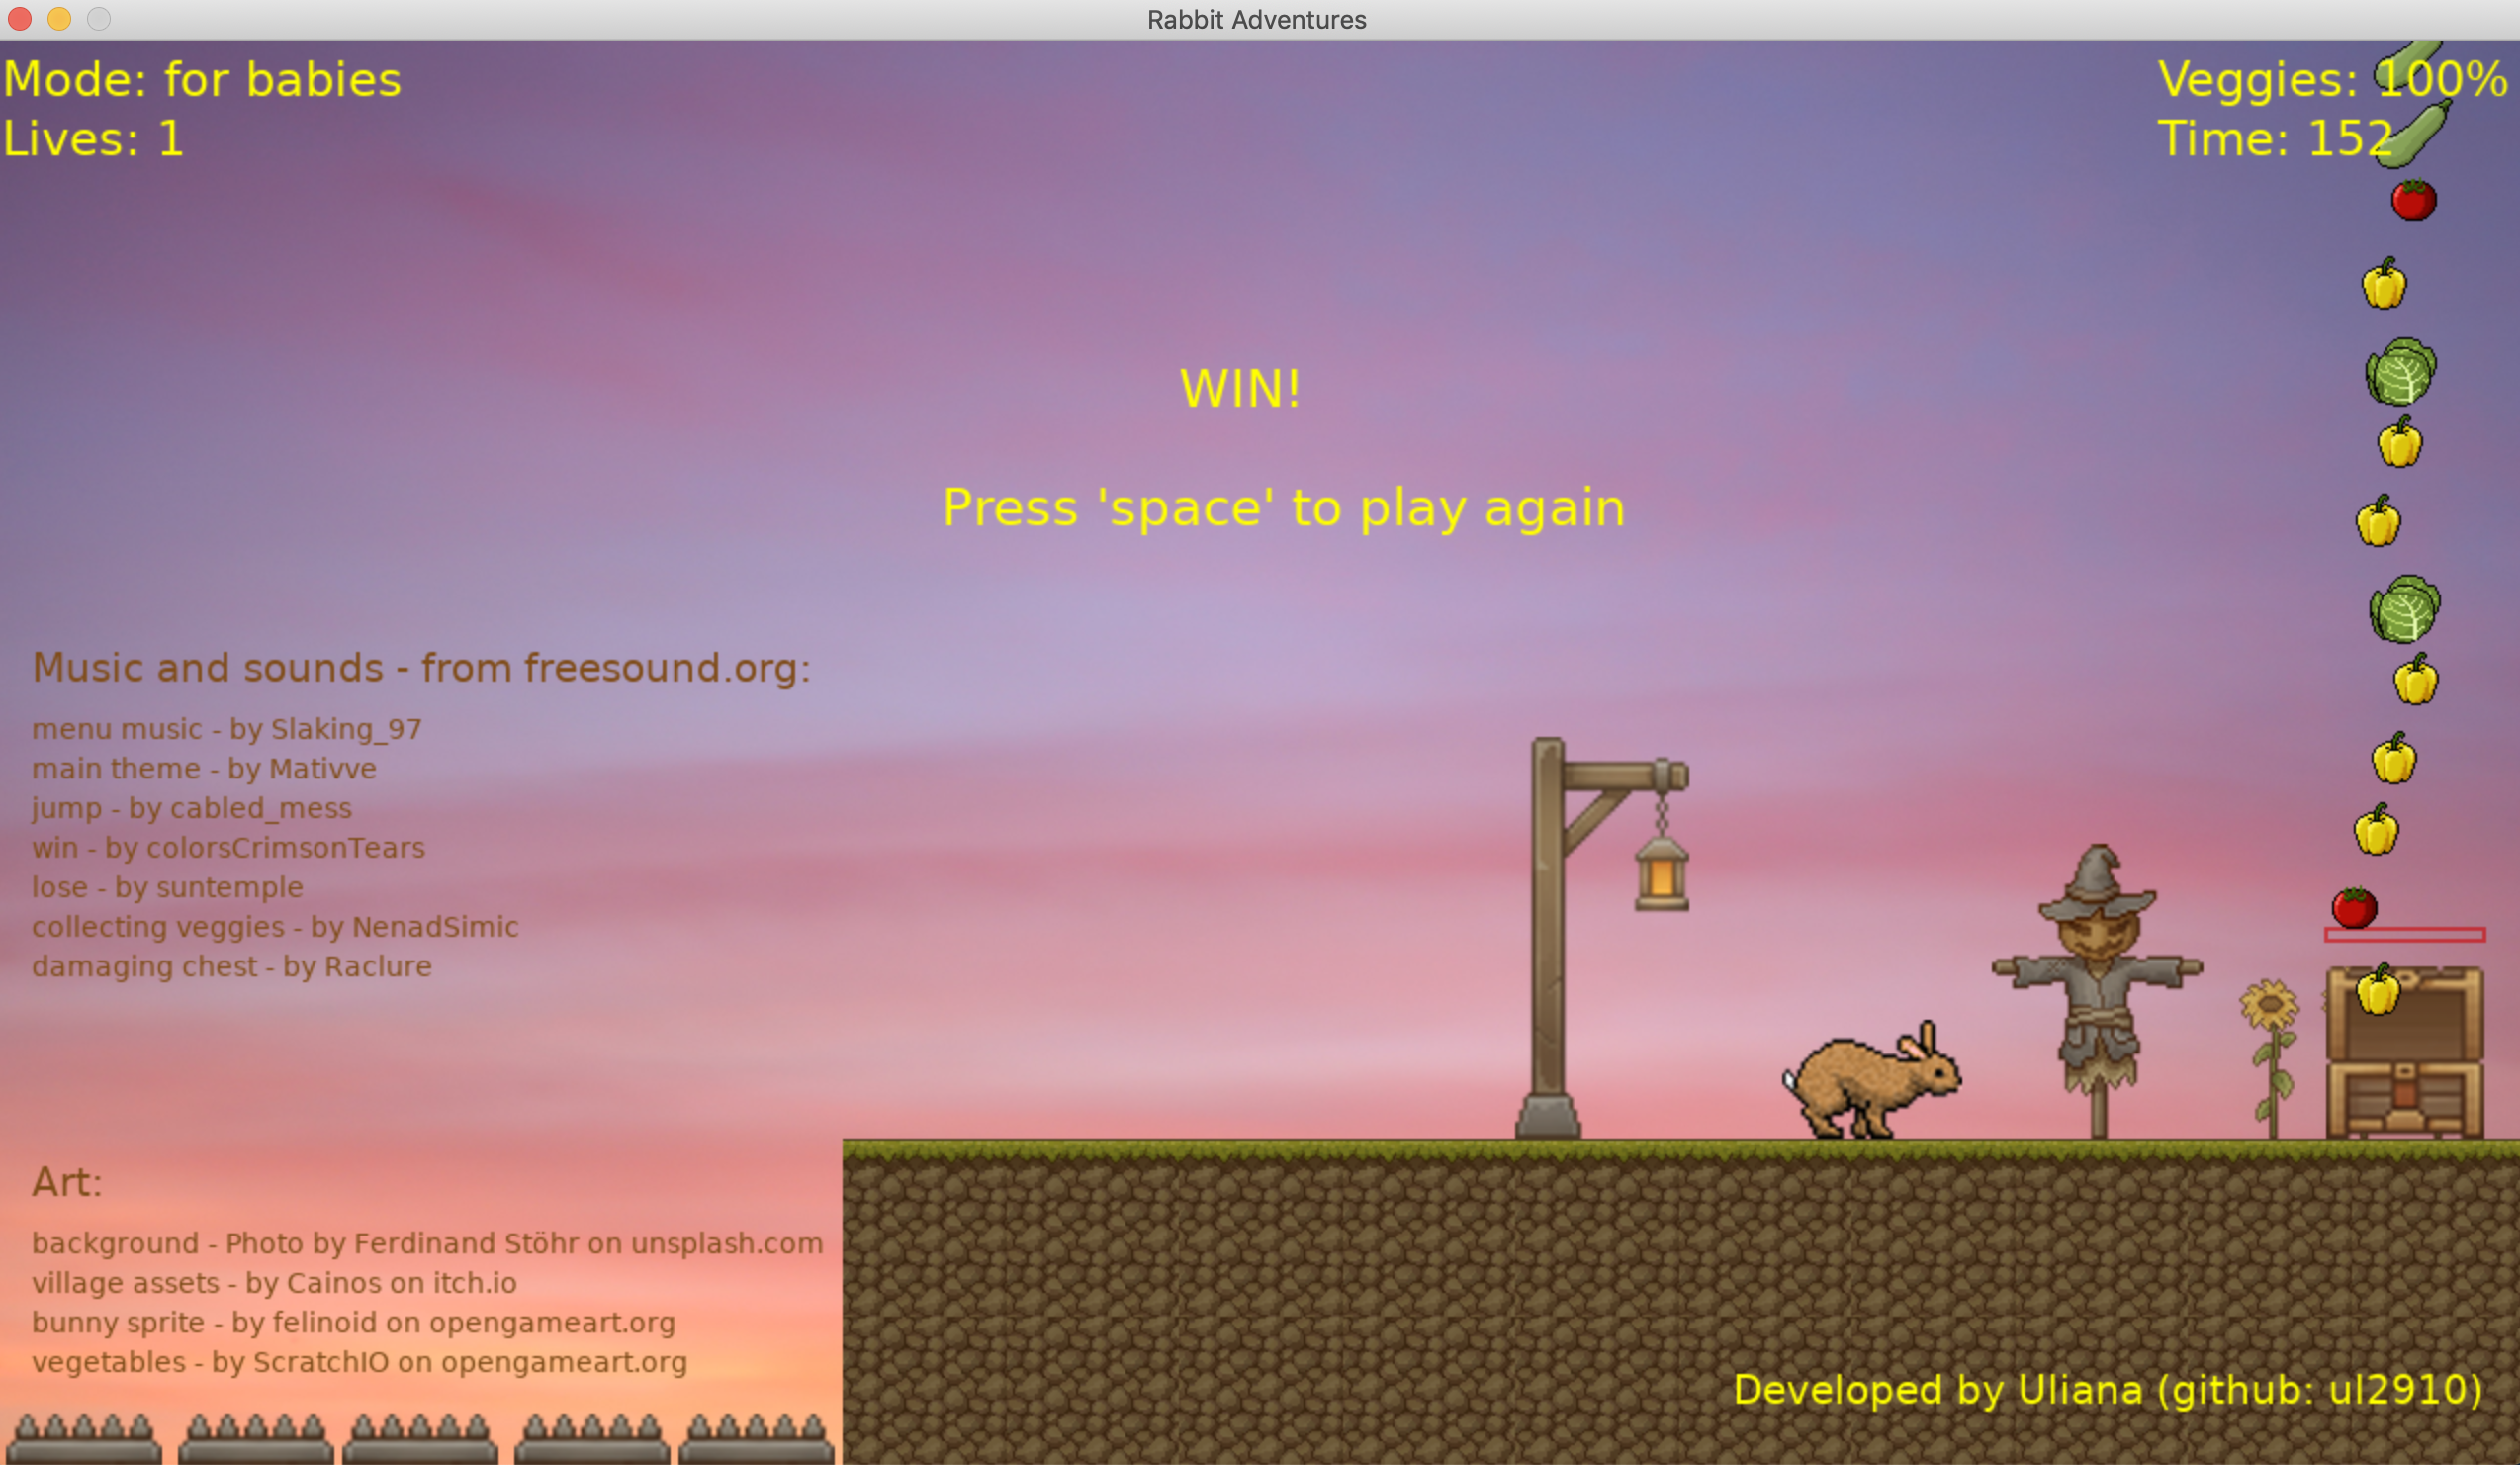 Rabbit Adventures
Mode: for babies
Lives: 1
Veggies: 100%
Time: 152
WIN!
Press 'space' to play again
Music and sounds - from freesound.org:
menu music - by Slaking_97
main theme - by Mativve
jump - by cabled_mess
win - by colorsCrimsonTears
lose - by suntemple
collecting veggies - by NenadSimic
damaging chest - by Raclure
Art:
background - Photo by Ferdinand Stöhr on unsplash.com
village assets - by Cainos on itch.io
bunny sprite - by felinoid on opengameart.org
vegetables - by ScratchIO on opengameart.org
Developed by Uliana (github: ul2910)